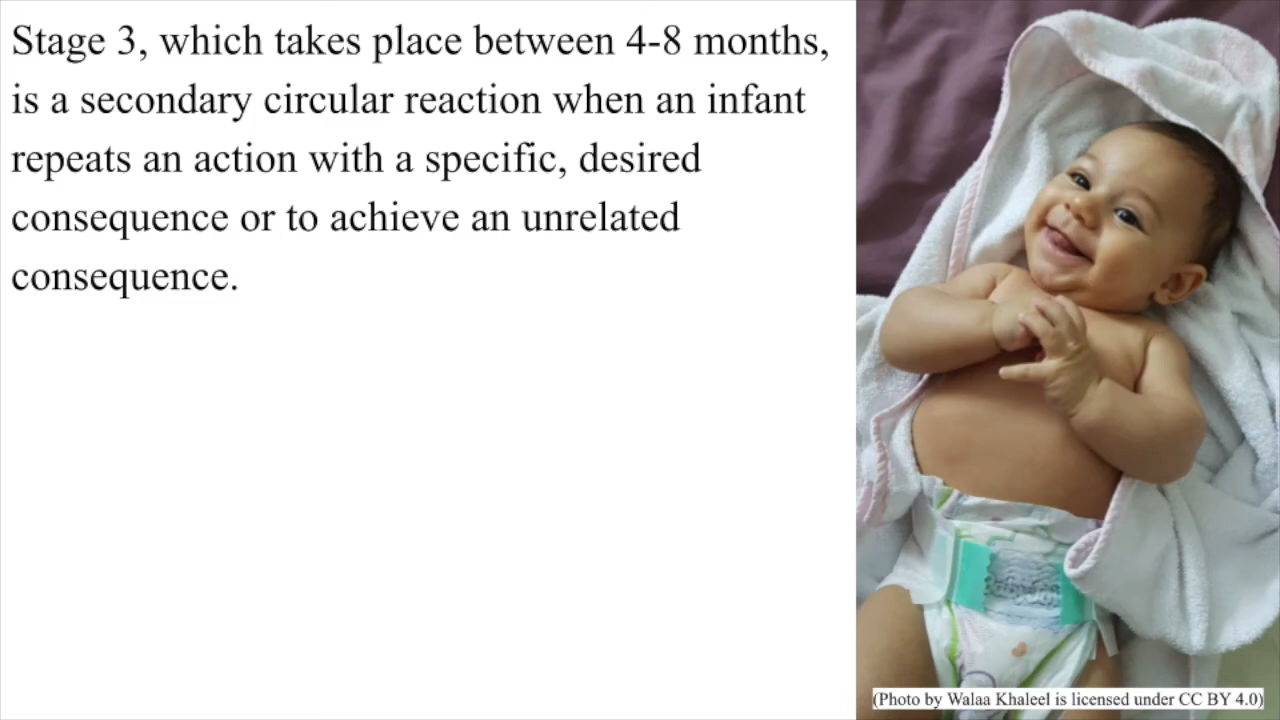 Stage 3, which takes place between 4-8 months,
is a secondary circular reaction when an infant
repeats an action with a specific, desired
consequence or to achieve an unrelated
consequence.
(Photo by Walaa Khaleel is licensed under CC BY 4.0)